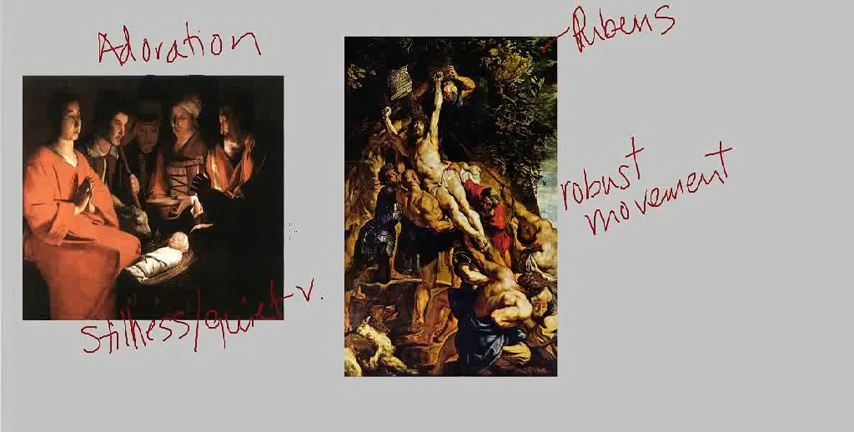 Adoration
Rubens
robust
movement
stillness/quiet v.